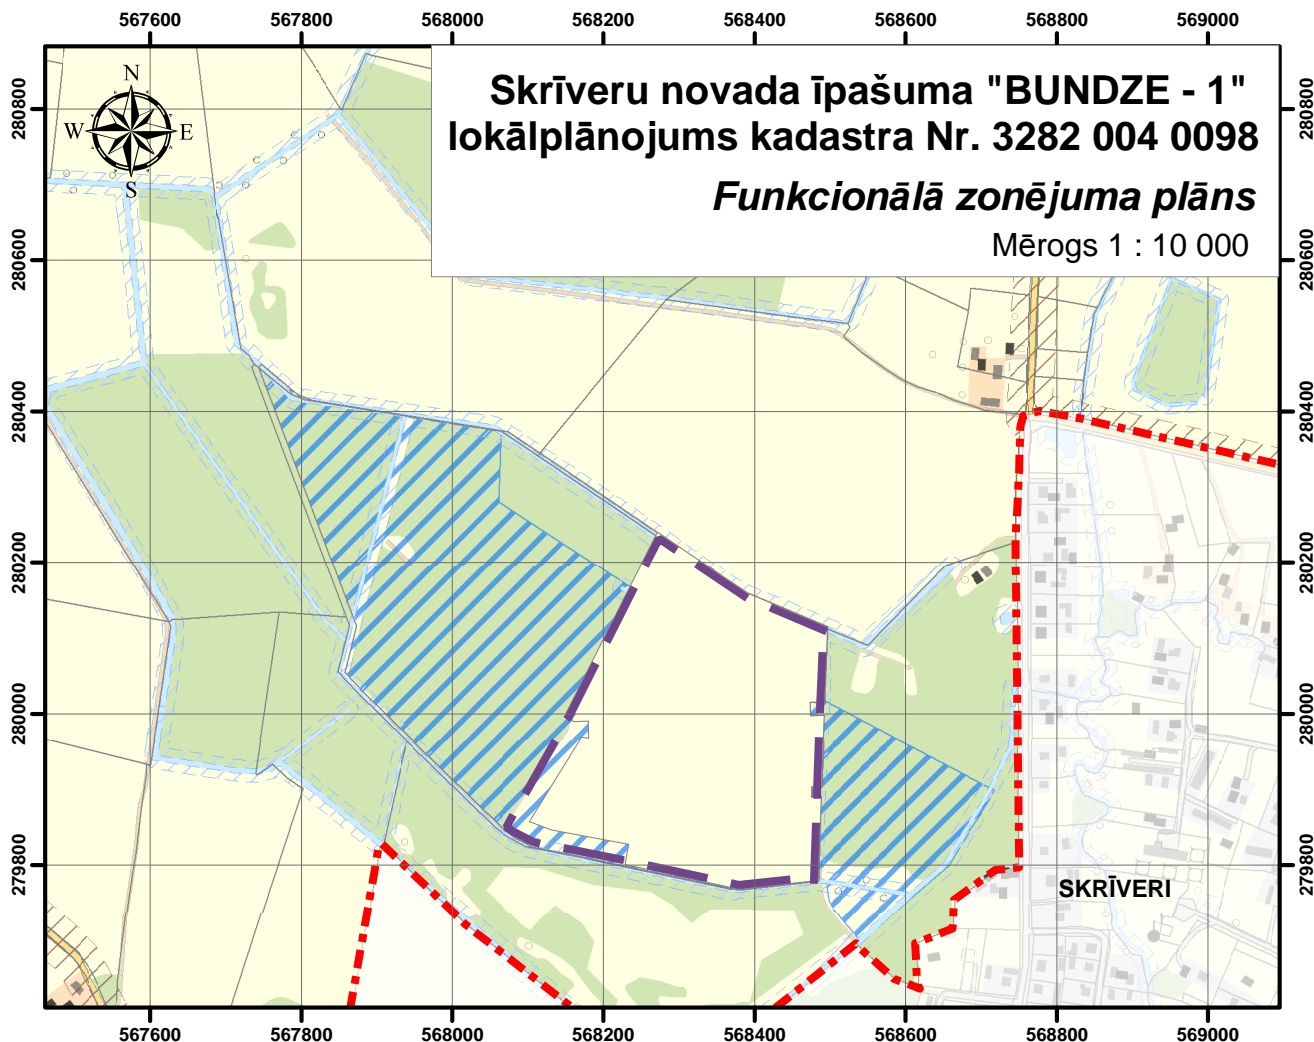 567600 567800 568000 568200 568400 568600 568800 569000
Skrīveru novada īpašuma "BUNDZE - 1"
lokālplānojums kadastra Nr. 3282 004 0098
Funkcionālā zonējuma plāns
Mērogs 1 : 10 000
N
W E
S
280800 280800
280600 280600
280400 280400
280200 280200
280000 280000
279800 279800
SKRĪVERI
567600 567800 568000 568200 568400 568600 568800 569000